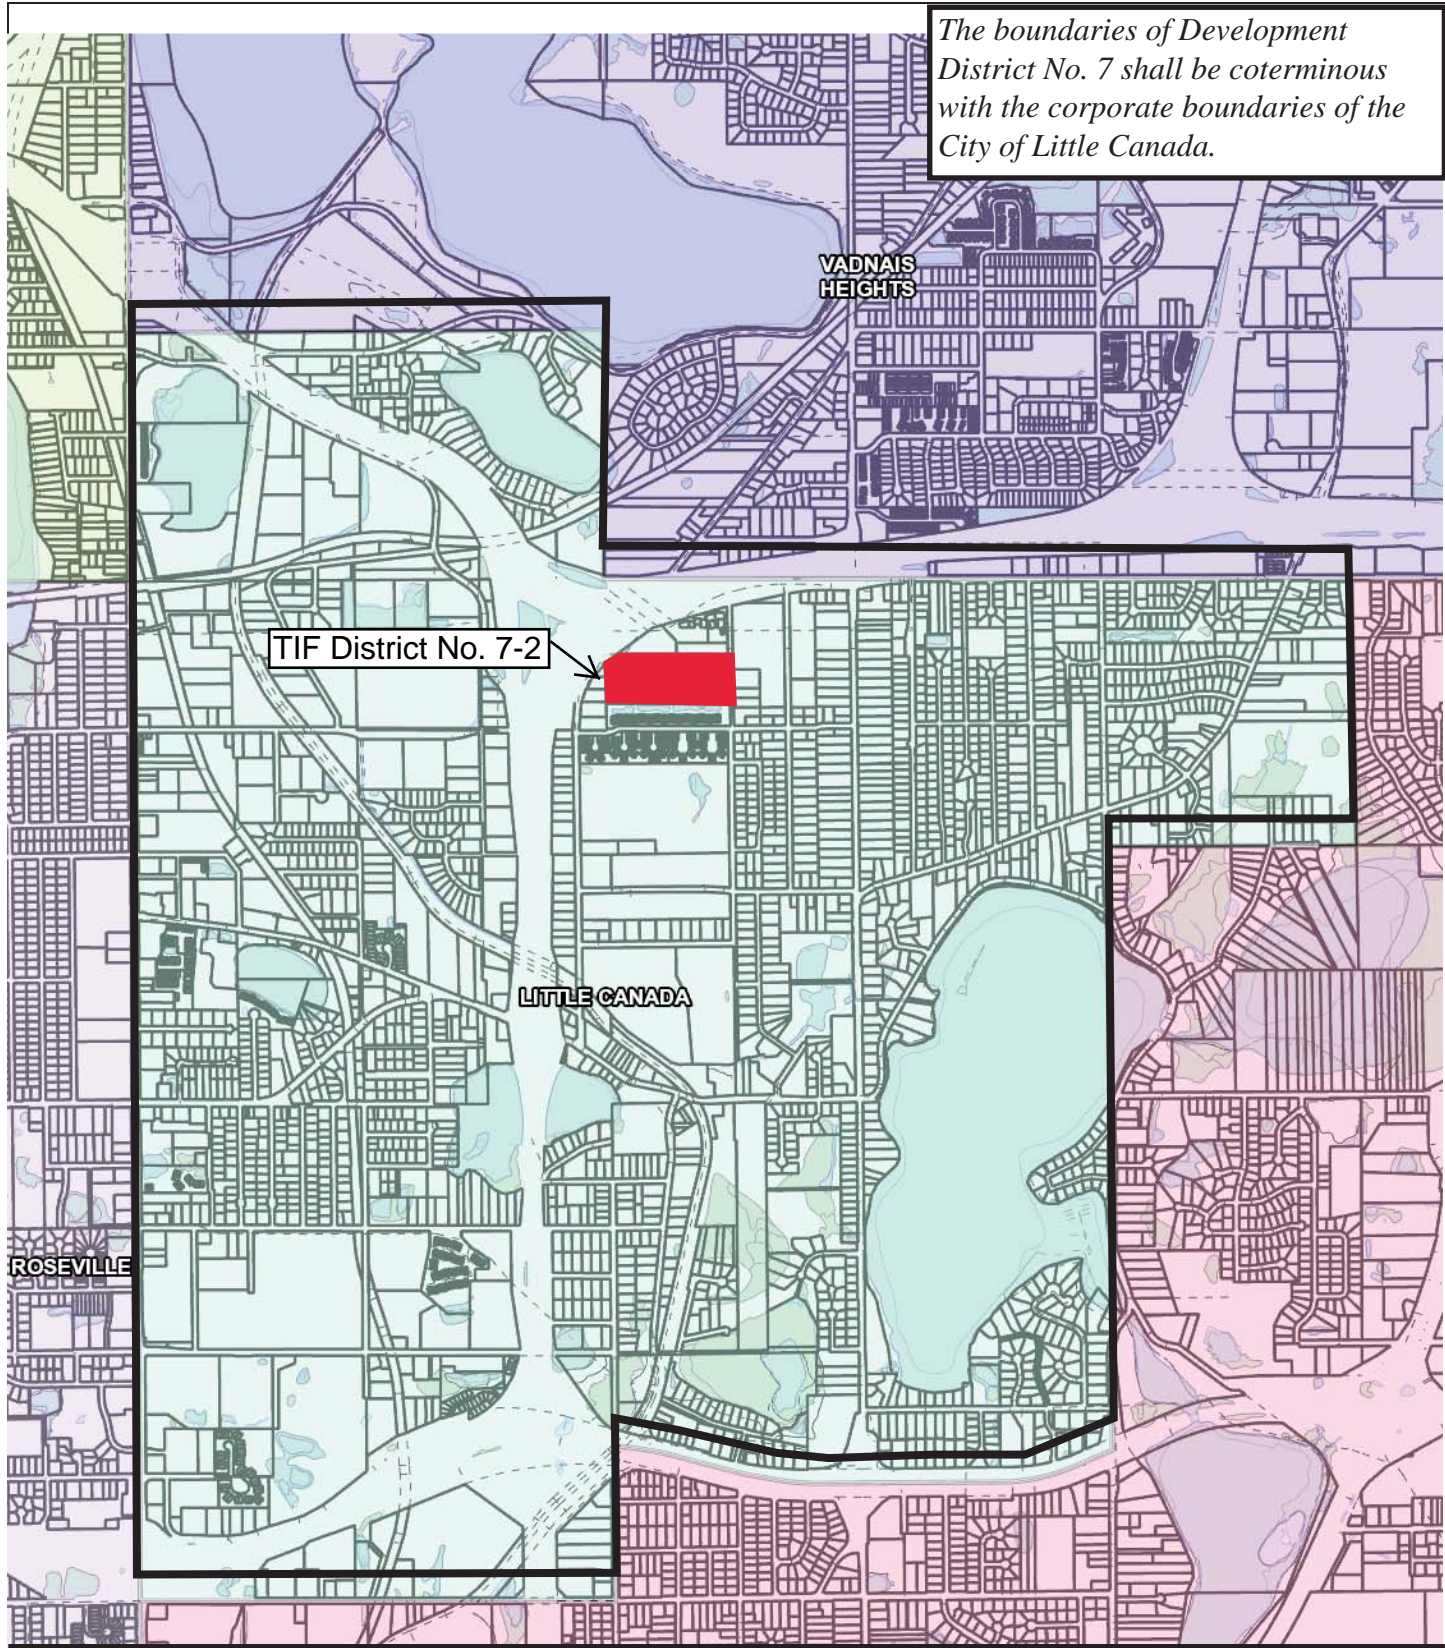 The boundaries of Development
District No. 7 shall be coterminous
with the corporate boundaries of the
City of Little Canada.
VADNAIS
HEIGHTS
TIF District No. 7-2
LITTLE CANADA
ROSEVILLE